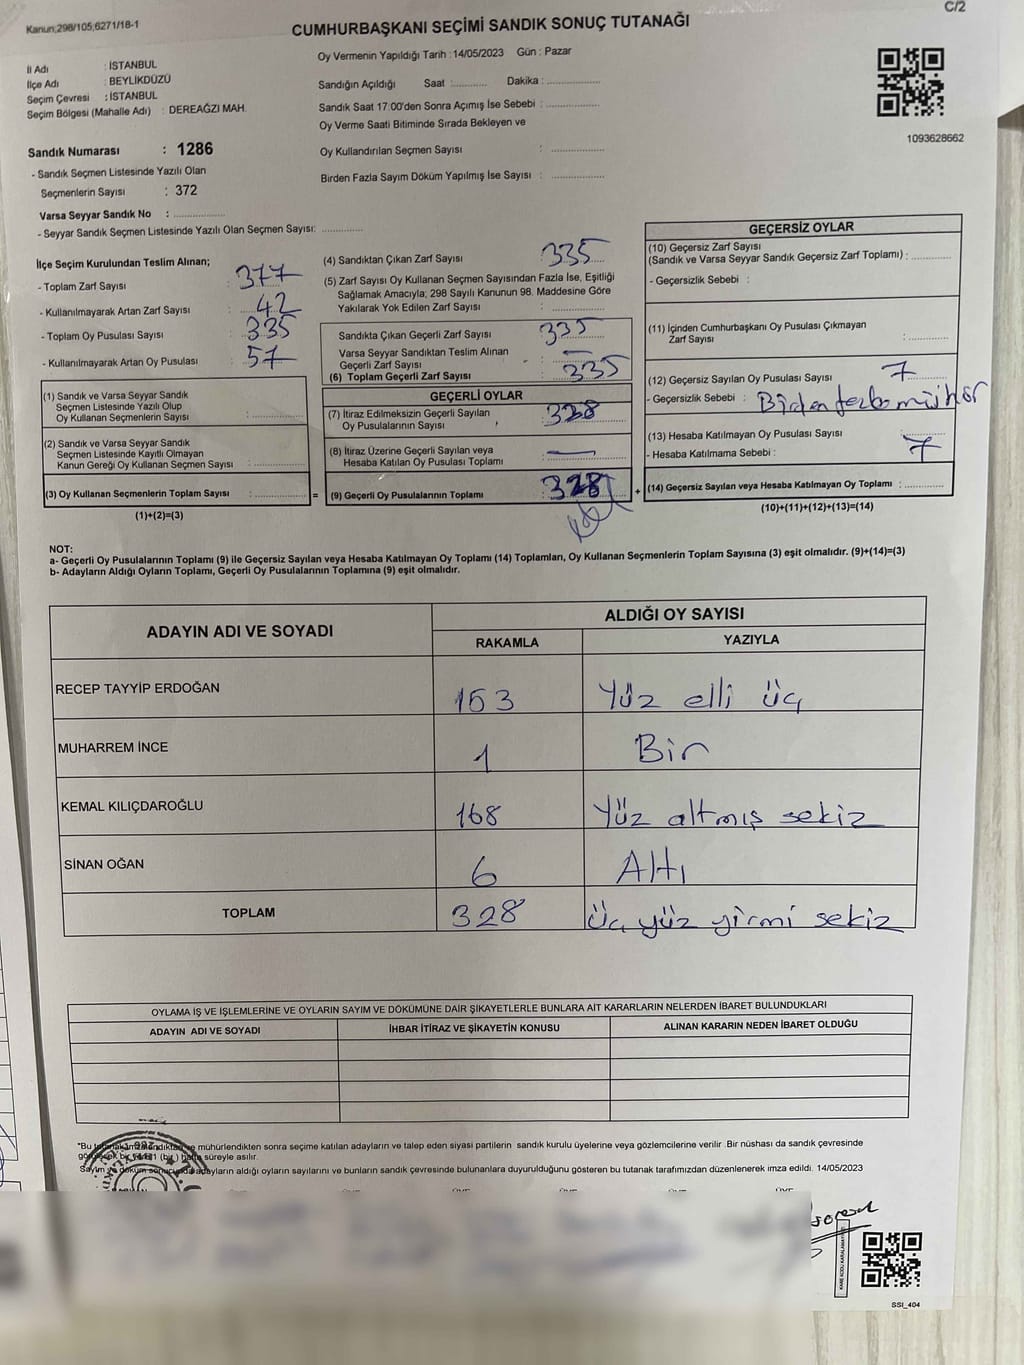 Kanun;298/105;6271/18-1
C/2
CUMHURBAŞKANI SEÇİMİ SANDIK SONUÇ TUTANAĞI
Oy Vermenin Yapıldığı Tarih : 14/05/2023 Gün : Pazar
İl Adı : İSTANBUL
İlçe Adı : BEYLİKDÜZÜ
Seçim Çevresi : İSTANBUL
Seçim Bölgesi (Mahalle Adı) : DEREAĞZI MAH.
Sandığın Açıldığı Saat :........... Dakika : ................
Sandık Saat 17:00'den Sonra Açımış İse Sebebi : ................
Oy Verme Saati Bitiminde Sırada Bekleyen ve
Oy Kullandırılan Seçmen Sayısı : ................
Birden Fazla Sayım Döküm Yapılmış İse Sayısı : ................
1093628662
Sandık Numarası : 1286
- Sandık Seçmen Listesinde Yazılı Olan
Seçmenlerin Sayısı : 372
Varsa Seyyar Sandık No : ................
- Seyyar Sandık Seçmen Listesinde Yazılı Olan Seçmen Sayısı: ............
İlçe Seçim Kurulundan Teslim Alınan;
- Toplam Zarf Sayısı : 377
- Kullanılmayarak Artan Zarf Sayısı : 42
- Toplam Oy Pusulası Sayısı : 335
- Kullanılmayarak Artan Oy Pusulası : 57
(1) Sandık ve Varsa Seyyar Sandık
Seçmen Listesinde Yazılı Olup
Oy Kullanan Seçmenlerin Sayısı : ................
(2) Sandık ve Varsa Seyyar Sandık
Seçmen Listesinde Kayıtlı Olmayan
Kanun Gereği Oy Kullanan Seçmen Sayısı : ................
(3) Oy Kullanan Seçmenlerin Toplam Sayısı : ................ =
(1)+(2)=(3)
(4) Sandıktan Çıkan Zarf Sayısı : 335
(5) Zarf Sayısı Oy Kullanan Seçmen Sayısından Fazla İse, Eşitliği
Sağlamak Amacıyla; 298 Sayılı Kanunun 98. Maddesine Göre
Yakılarak Yok Edilen Zarf Sayısı : ................
Sandıkta Çıkan Geçerli Zarf Sayısı : 335
Varsa Seyyar Sandıktan Teslim Alınan
Geçerli Zarf Sayısı : —
(6) Toplam Geçerli Zarf Sayısı : 335
GEÇERLİ OYLAR
(7) İtiraz Edilmeksizin Geçerli Sayılan
Oy Pusulalarının Sayısı : 328
(8) İtiraz Üzerine Geçerli Sayılan veya
Hesaba Katılan Oy Pusulası Toplamı : —
(9) Geçerli Oy Pusulalarının Toplamı : 328 +
GEÇERSİZ OYLAR
(10) Geçersiz Zarf Sayısı
(Sandık ve Varsa Seyyar Sandık Geçersiz Zarf Toplamı) : ............
- Geçersizlik Sebebi :
(11) İçinden Cumhurbaşkanı Oy Pusulası Çıkmayan
Zarf Sayısı : ............
(12) Geçersiz Sayılan Oy Pusulası Sayısı : 7
- Geçersizlik Sebebi : Birden fazla mühür
(13) Hesaba Katılmayan Oy Pusulası Sayısı : ............
- Hesaba Katılmama Sebebi : 7
(14) Geçersiz Sayılan veya Hesaba Katılmayan Oy Toplamı : ............
(10)+(11)+(12)+(13)=(14)
NOT:
a- Geçerli Oy Pusulalarının Toplamı (9) ile Geçersiz Sayılan veya Hesaba Katılmayan Oy Toplamı (14) Toplamları, Oy Kullanan Seçmenlerin Toplam Sayısına (3) eşit olmalıdır. (9)+(14)=(3)
b- Adayların Aldığı Oyların Toplamı, Geçerli Oy Pusulalarının Toplamına (9) eşit olmalıdır.
ADAYIN ADI VE SOYADI ALDIĞI OY SAYISI
RAKAMLA YAZIYLA
RECEP TAYYİP ERDOĞAN 153 Yüz elli üç
MUHARREM İNCE 1 Bir
KEMAL KILIÇDAROĞLU 168 Yüz altmış sekiz
SİNAN OĞAN 6 Altı
TOPLAM 328 Üç yüz yirmi sekiz
OYLAMA İŞ VE İŞLEMLERİNE VE OYLARIN SAYIM VE DÖKÜMÜNE DAİR ŞİKAYETLERLE BUNLARA AİT KARARLARIN NELERDEN İBARET BULUNDUKLARI
ADAYIN ADI VE SOYADI İHBAR İTİRAZ VE ŞİKAYETİN KONUSU ALINAN KARARIN NEDEN İBARET OLDUĞU
*Bu mühürlendikten sonra seçime katılan adayların ve talep eden siyasi partilerin sandık kurulu üyelerine veya gözlemcilerine verilir .Bir nüshası da sandık çevresinde
süreyle asılır.
Sayım adayların aldığı oyların sayılarını ve bunların sandık çevresinde bulunanlara duyurulduğunu gösteren bu tutanak tarafımızdan düzenlenerek imza edildi. 14/05/2023
SSI_404